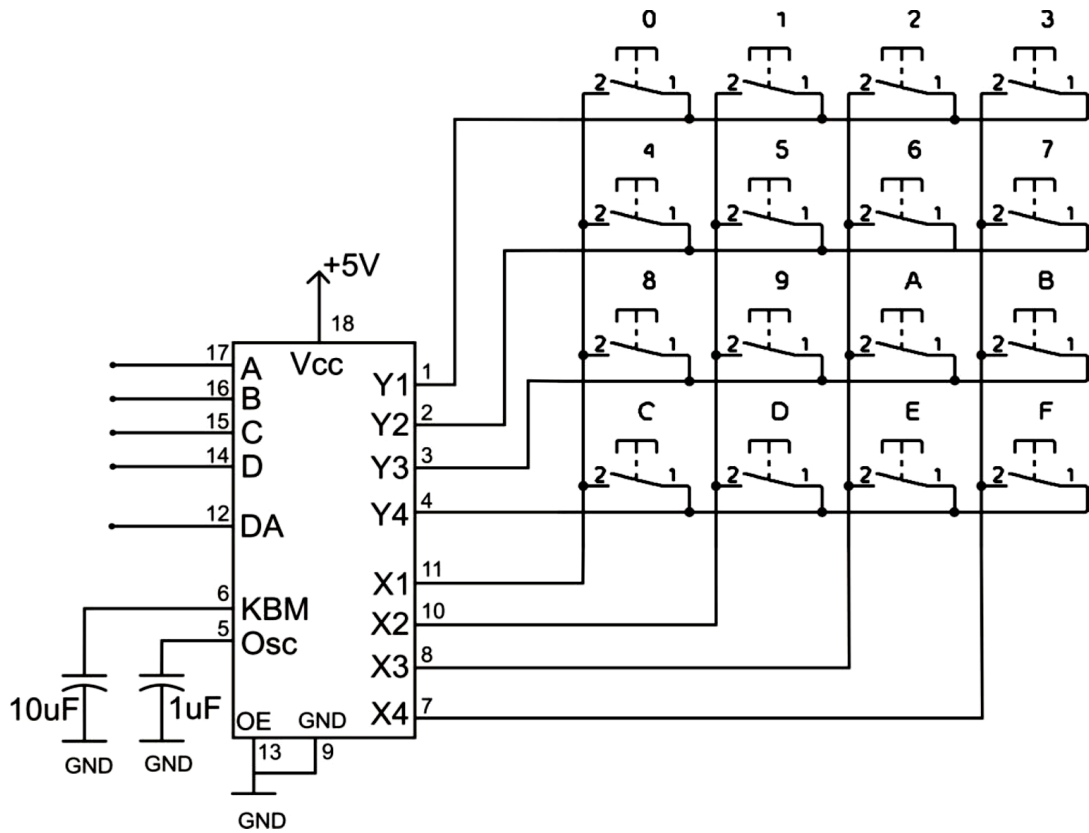 0 1 2 3
2 1 2 1 2 1 2 1
4 5 6 7
2 1 2 1 2 1 2 1
+5V
8 9 A B
18
2 1 2 1 2 1 2 1
17 A Vcc Y1 1
16 B
15 C Y2 2
C D E F
14 D Y3 3
2 1 2 1 2 1 2 1
12 DA Y4 4
X1 11
6 KBM
5 Osc X2 10
X3 8
10uF 1uF
OE GND X4 7
13 9
GND GND
GND